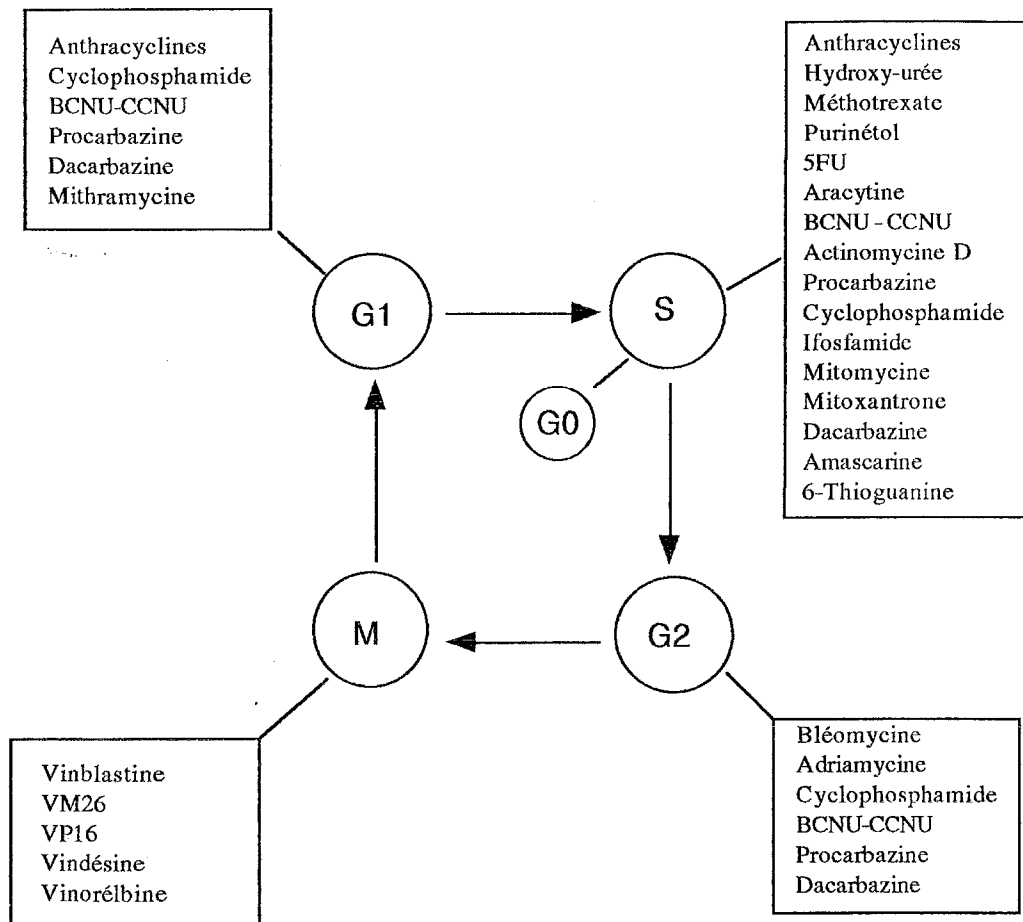 Anthracyclines
Cyclophosphamide
BCNU-CCNU
Procarbazine
Dacarbazine
Mithramycine
Anthracyclines
Hydroxy-urée
Méthotrexate
Purinétol
5FU
Aracytine
BCNU - CCNU
Actinomycine D
Procarbazine
Cyclophosphamide
Ifosfamide
Mitomycine
Mitoxantrone
Dacarbazine
Amascarine
6-Thioguanine
G1
S
G0
M
G2
Vinblastine
VM26
VP16
Vindésine
Vinorélbine
Bléomycine
Adriamycine
Cyclophosphamide
BCNU-CCNU
Procarbazine
Dacarbazine